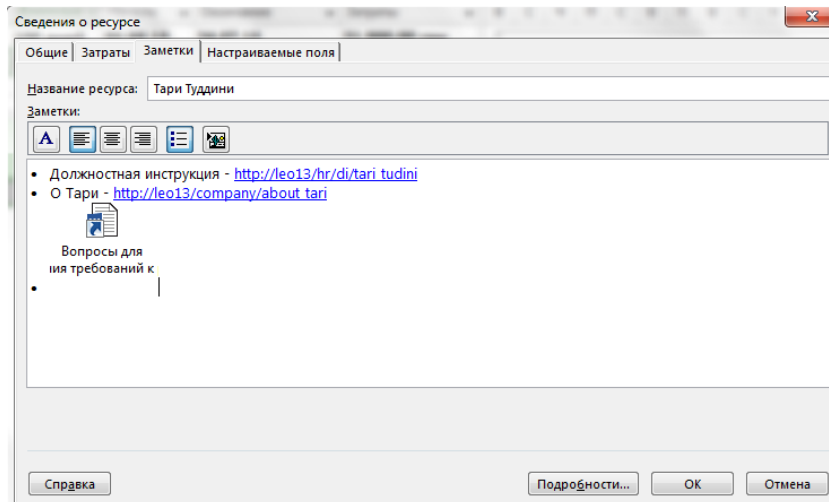 Сведения о ресурсе
Общие Затраты Заметки Настраиваемые поля
Название ресурса: Тари Туддини
Заметки:
A
• Должностная инструкция - http://leo13/hr/di/tari tudini
• О Тари - http://leo13/company/about tari
Вопросы для
ия требований к
•
Справка Подробности... ОК Отмена